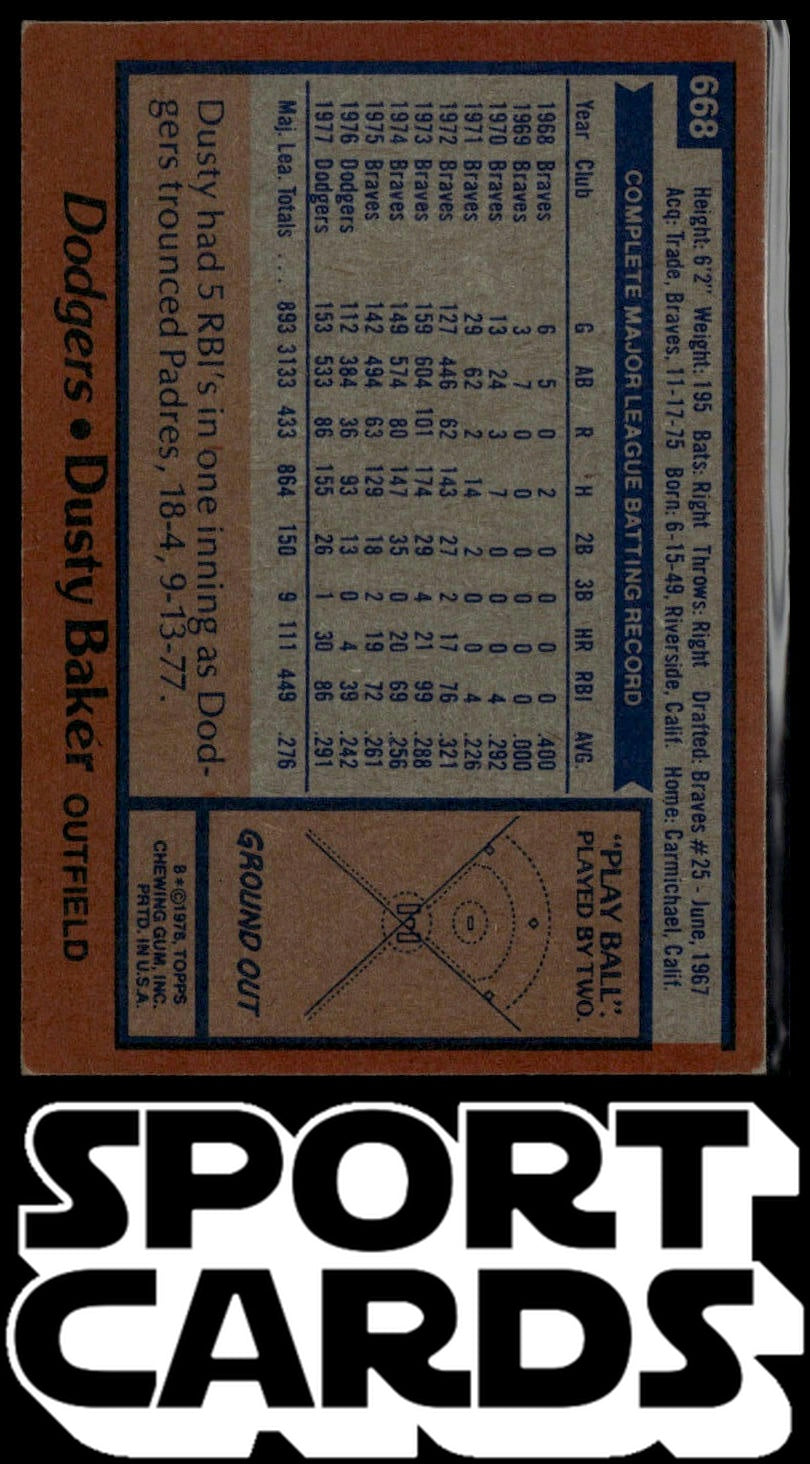 668
Height: 6'2" Weight: 195 Bats: Right Throws: Right Drafted: Braves #25 - June, 1967
Acq: Trade, Braves, 11-17-75 Born: 6-15-49, Riverside, Calif. Home: Carmichael, Calif.
COMPLETE MAJOR LEAGUE BATTING RECORD
Year Club G AB R H 2B 3B HR RBI AVG.
1968 Braves 6 5 0 2 0 0 0 0 .400
1969 Braves 3 7 0 0 0 0 0 0 .000
1970 Braves 13 24 3 7 0 0 0 4 .292
1971 Braves 29 62 2 14 2 0 0 4 .226
1972 Braves 127 446 62 143 27 2 17 76 .321
1973 Braves 159 604 101 174 29 4 21 99 .288
1974 Braves 149 574 80 147 35 0 20 69 .256
1975 Braves 142 494 63 129 18 2 19 72 .261
1976 Dodgers 112 384 36 93 13 0 4 39 .242
1977 Dodgers 153 533 86 155 26 1 30 86 .291
Maj. Lea. Totals . . . . 893 3133 433 864 150 9 111 449 .276
Dusty had 5 RBI's in one inning as Dod-
gers trounced Padres, 18-4, 9-13-77.
"PLAY BALL".
PLAYED BY TWO.
GROUND OUT
8*©1978, TOPPS
CHEWING GUM, INC.
PRTD. IN U.S.A.
Dodgers • Dusty Baker OUTFIELD
SPORT
CARDS